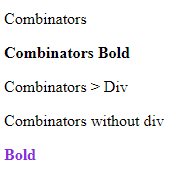 Combinators
Combinators Bold
Combinators > Div
Combinators without div
Bold